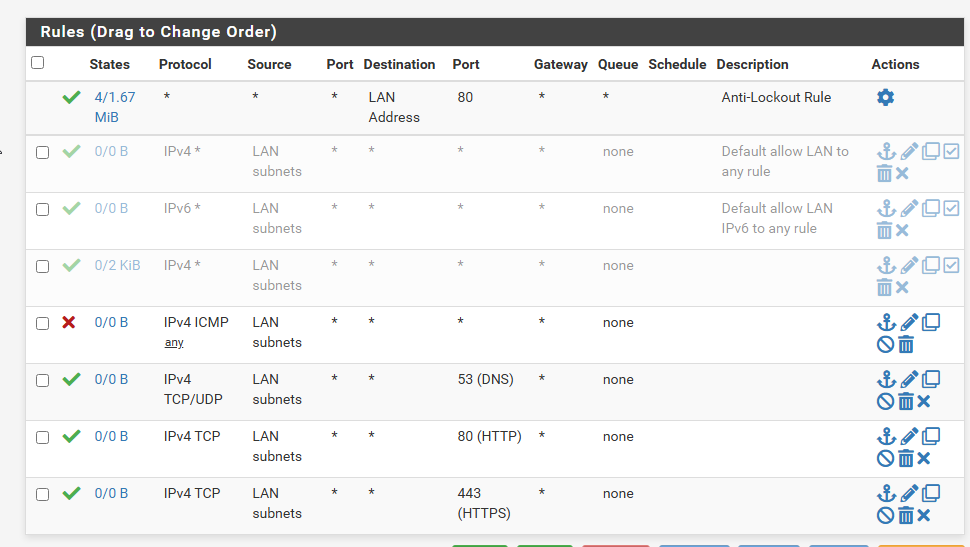 Rules (Drag to Change Order)
States Protocol Source Port Destination Port Gateway Queue Schedule Description Actions
4/1.67 * * * LAN 80 * * Anti-Lockout Rule
MiB Address
0/0 B IPv4 * LAN * * * * none Default allow LAN to
subnets any rule
0/0 B IPv6 * LAN * * * * none Default allow LAN
subnets IPv6 to any rule
0/2 KiB IPv4 * LAN * * * * none
subnets
0/0 B IPv4 ICMP LAN * * * * none
any subnets
0/0 B IPv4 LAN * * 53 (DNS) * none
TCP/UDP subnets
0/0 B IPv4 TCP LAN * * 80 (HTTP) * none
subnets
0/0 B IPv4 TCP LAN * * 443 * none
subnets (HTTPS)